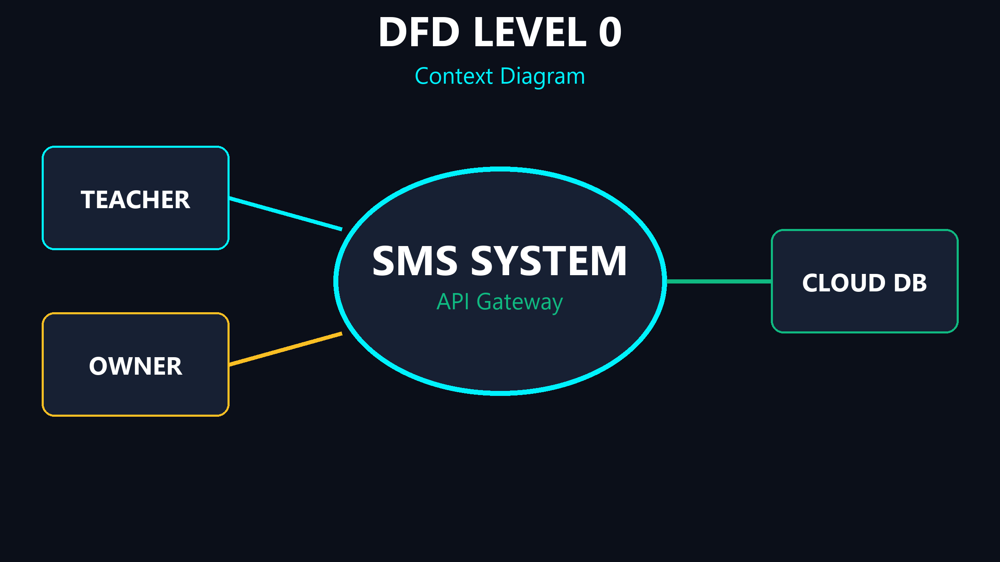 DFD LEVEL 0
Context Diagram
TEACHER
SMS SYSTEM
API Gateway
CLOUD DB
OWNER